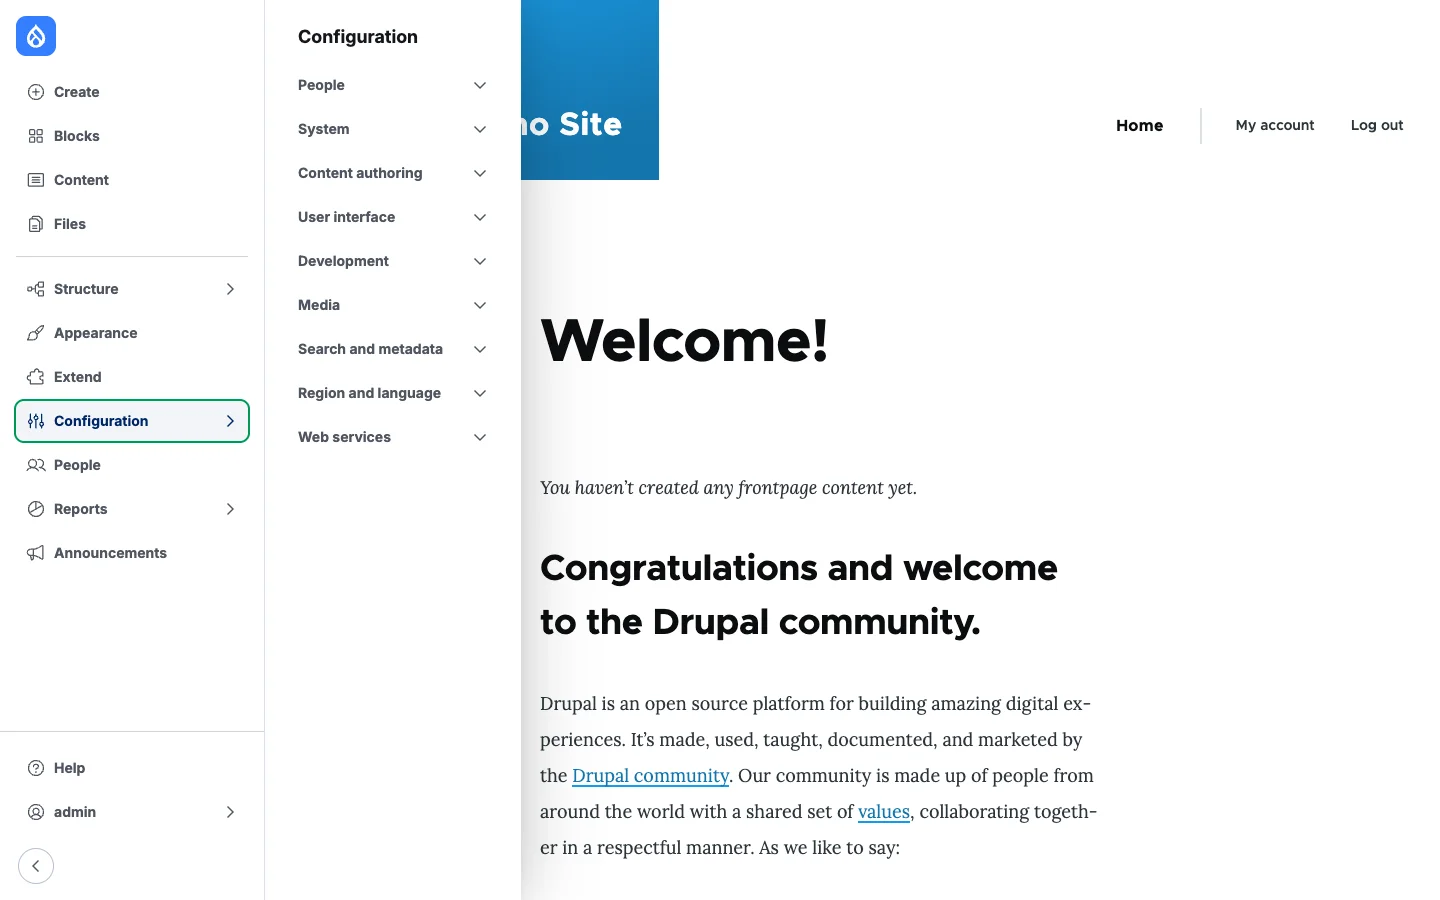 Create
Blocks
Content
Files
Structure
Appearance
Extend
Configuration
People
Reports
Announcements
Help
admin
Configuration
People
System
Content authoring
User interface
Development
Media
Search and metadata
Region and language
Web services
no Site
Home
My account
Log out
Welcome!
You haven’t created any frontpage content yet.
Congratulations and welcome
to the Drupal community.
Drupal is an open source platform for building amazing digital ex-
periences. It’s made, used, taught, documented, and marketed by
the Drupal community. Our community is made up of people from
around the world with a shared set of values, collaborating togeth-
er in a respectful manner. As we like to say: